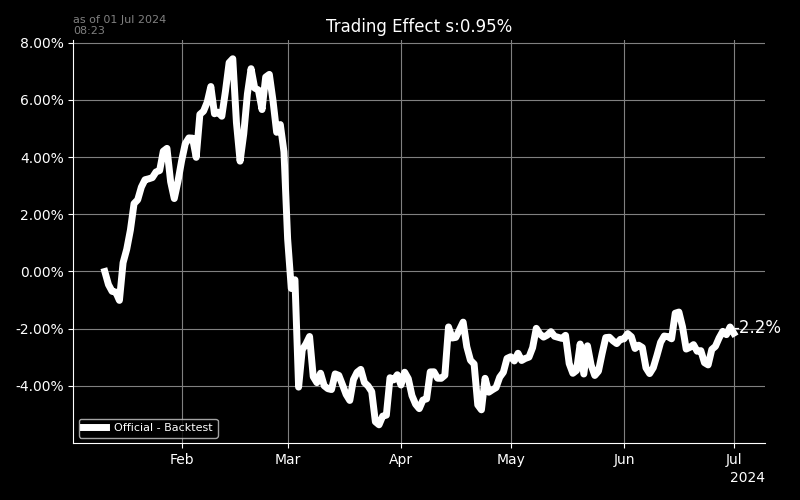 as of 01 Jul 2024
08:23
Trading Effect s:0.95%
8.00%
6.00%
4.00%
2.00%
0.00%
-2.00%
-4.00%
-2.2%
Official - Backtest
Feb Mar Apr May Jun Jul
2024